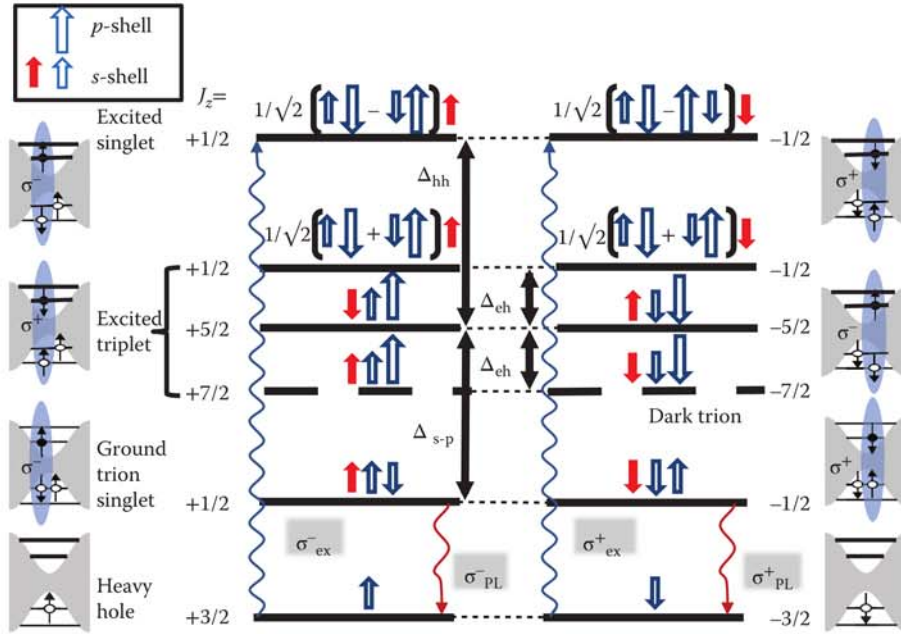 p-shell
s-shell
J_z=
Excited
singlet
+1/2
1/√2 ( – )
1/√2 ( – )
–1/2
σ–
σ+
Δhh
1/√2 ( + )
1/√2 ( + )
+1/2
–1/2
Δeh
σ+
Excited
triplet
+5/2
–5/2
σ–
Δeh
+7/2
–7/2
Dark trion
Δ s-p
Ground
trion
singlet
σ–
σ+
+1/2
–1/2
σ–ex
σ–PL
σ+ex
σ+PL
Heavy
hole
+3/2
–3/2